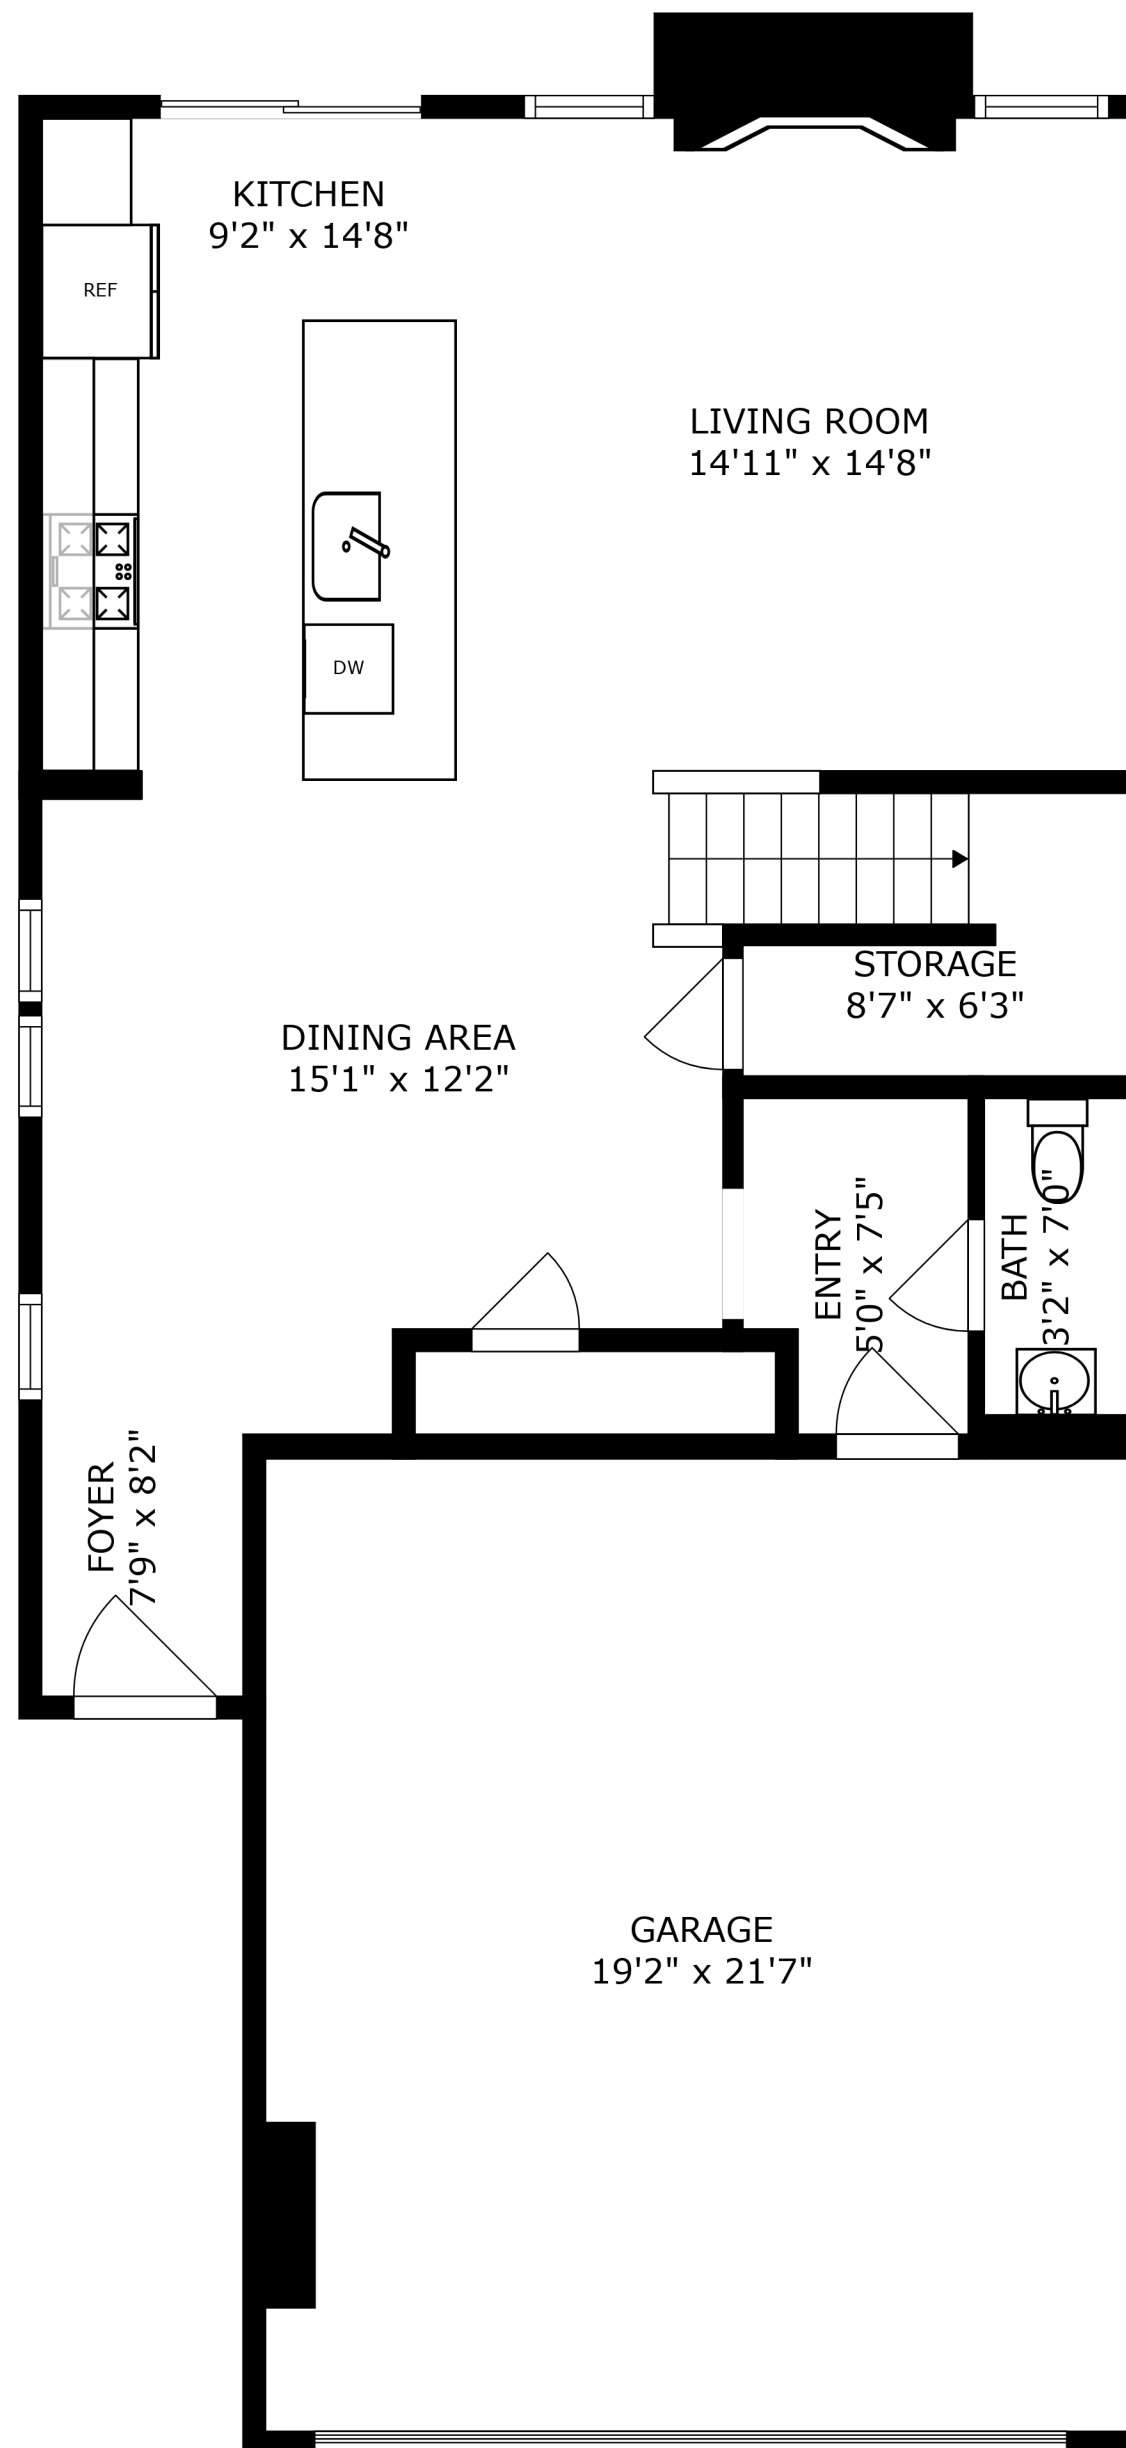 KITCHEN
9'2" x 14'8"
REF
LIVING ROOM
14'11" x 14'8"
DW
STORAGE
8'7" x 6'3"
DINING AREA
15'1" x 12'2"
ENTRY
5'0" x 7'5"
BATH
3'2" x 7'0"
FOYER
7'9" x 8'2"
GARAGE
19'2" x 21'7"